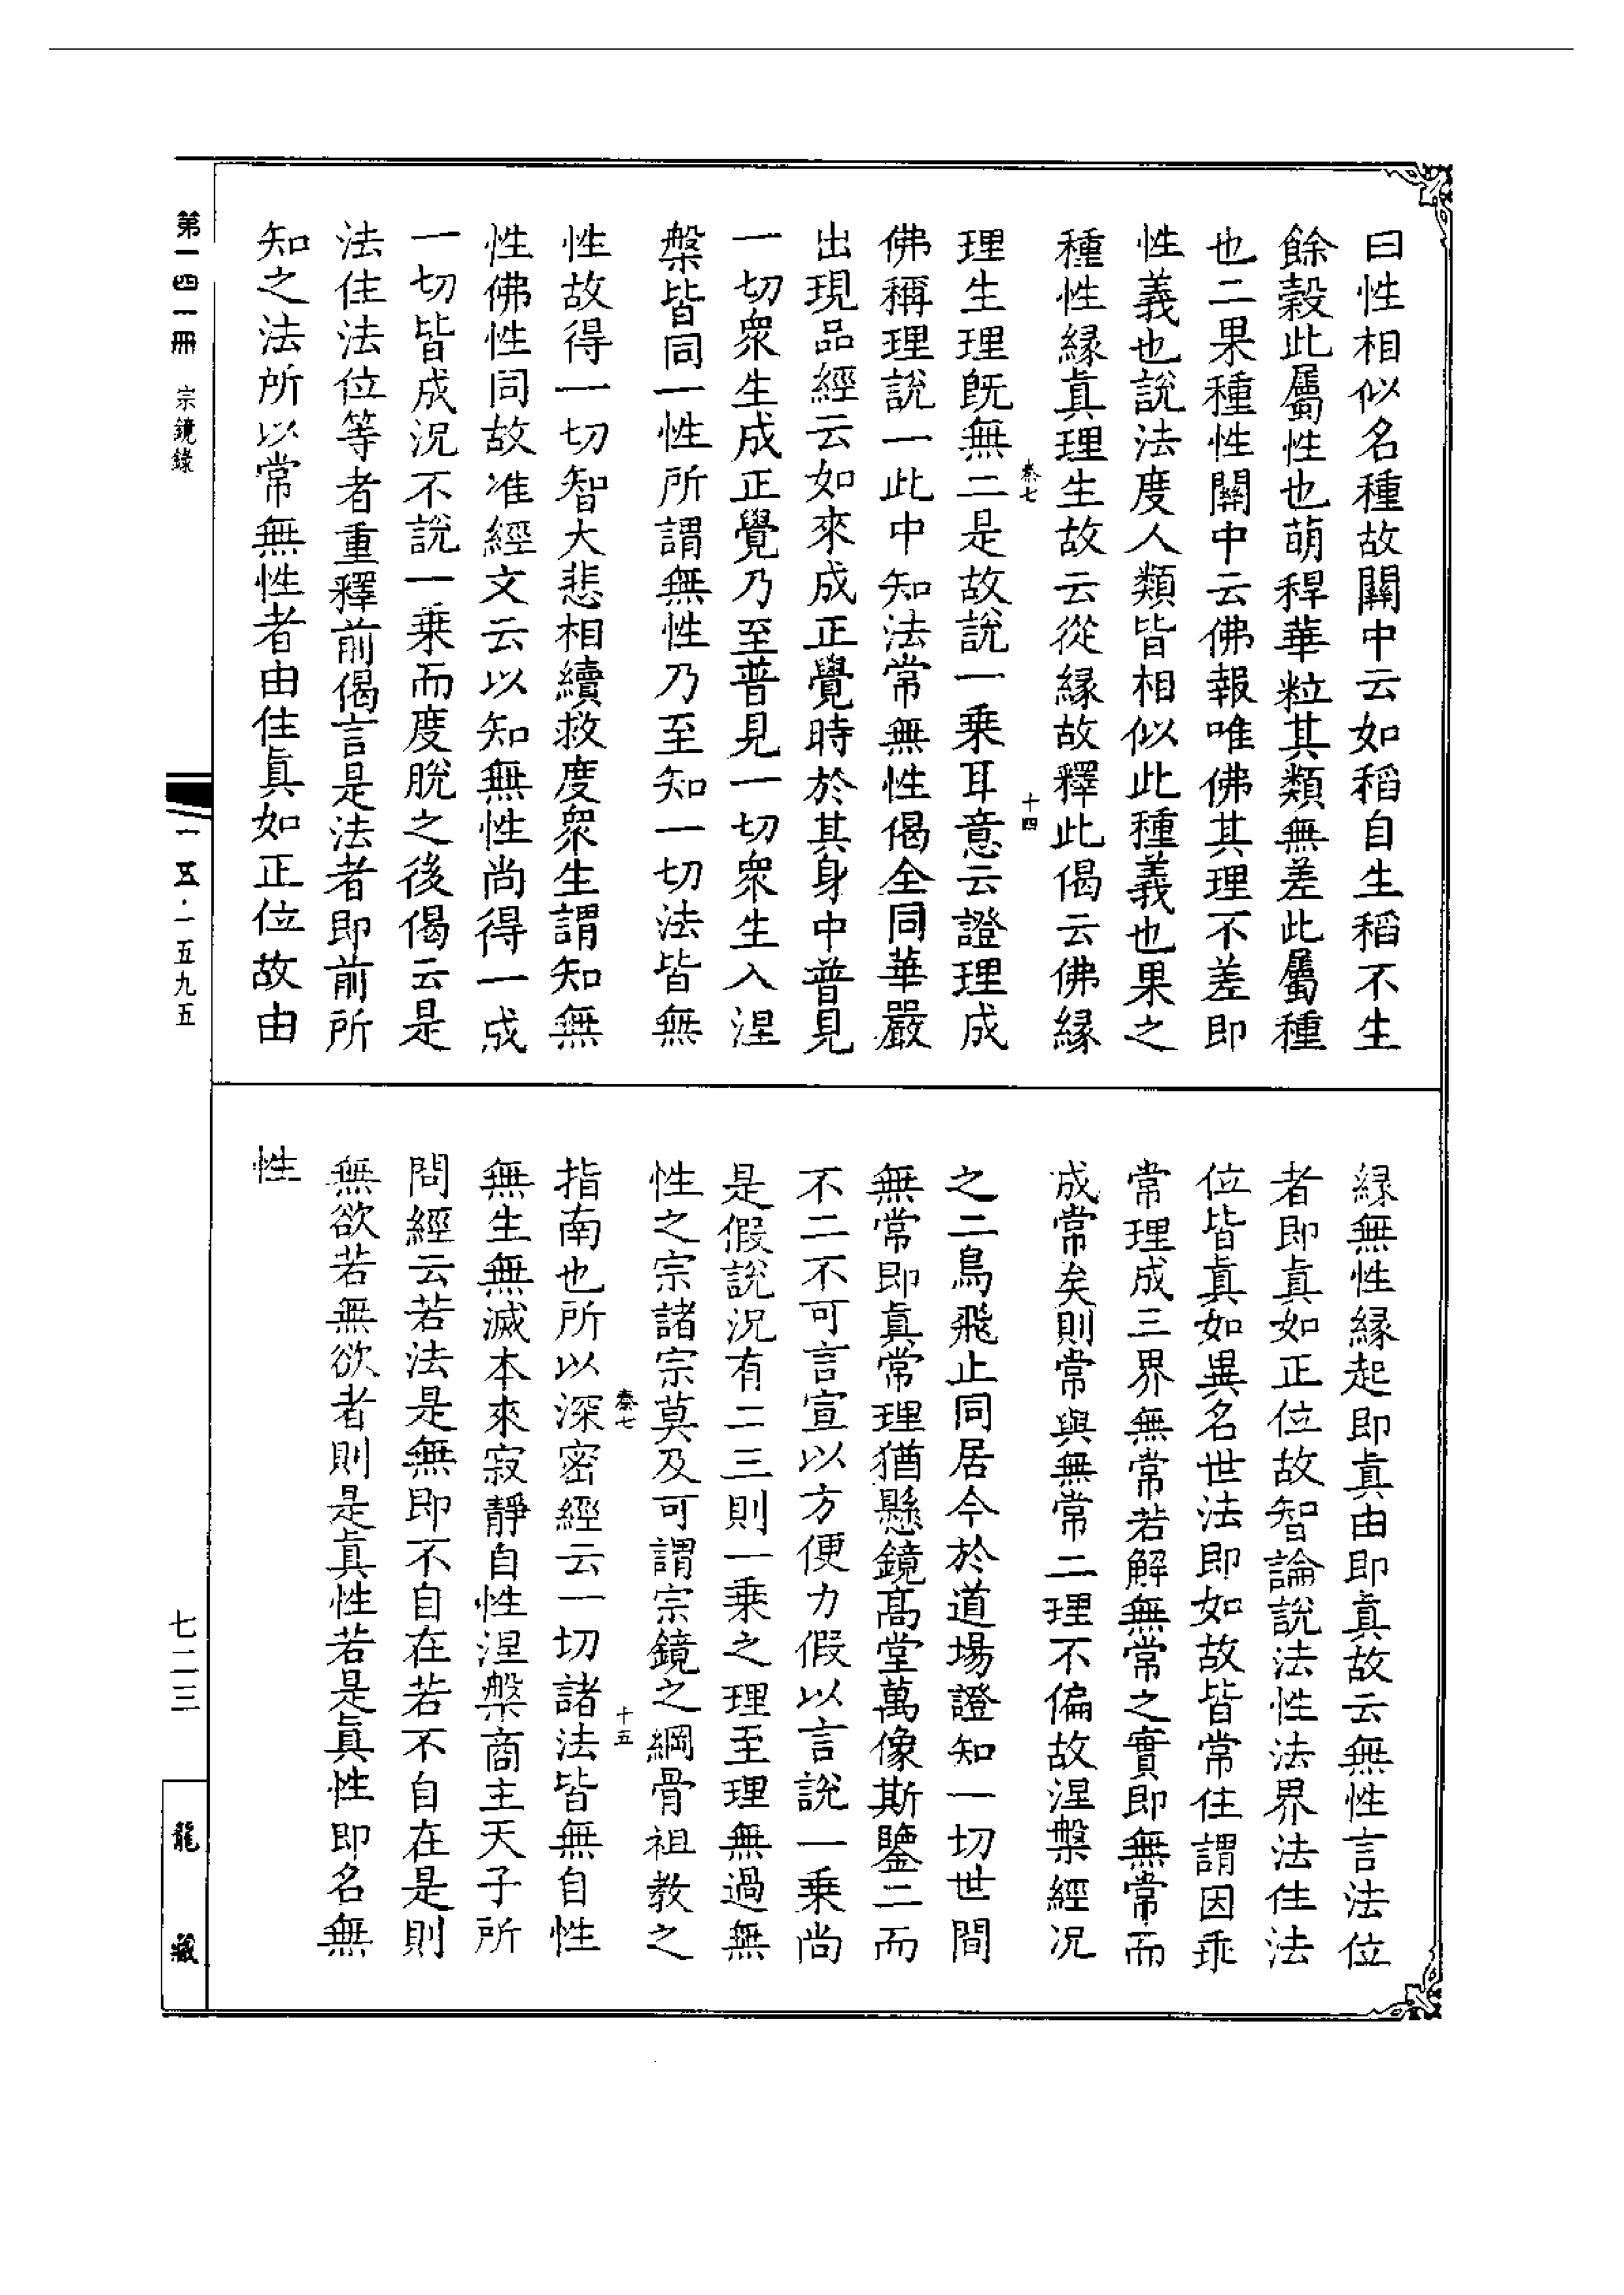 曰性相似名種故關中云如稻自生稻不生
餘糓此屬性也萌稈華粒其類無差此屬種
也二果種性關中云佛報唯佛其理不差即
性義也說法度人類皆相似此種義也果之
種性緣真理生故云從緣故釋此偈云佛緣
理生理既無二是故說一乘耳意云證理成
佛稱理說一此中知法常無性偈全同華嚴
出現品經云如來成正覺時於其身中普見
一切眾生成正覺乃至普見一切眾生入涅
槃皆同一性所謂無性乃至知一切法皆無
性故得一切智大悲相續救度眾生謂知無
性佛性同故准經文云以知無性尚得一成
一切皆成況不說一乘而度脫之後偈云是
法住法位等者重釋前偈言是法者即前所
知之法所以常無性者由住真如正位故由
緣無性緣起即真由即真故云無性言法位
者即真如正位故智論說法性法界法住法
位皆真如異名世法即如故皆常住謂因乖
常理成三界無常若解無常之實即無常而
成常矣則常與無常二理不偏故涅槃經況
之二鳥飛止同居今於道場證知一切世間
無常即真常理猶懸鏡高堂萬像斯鑒二而
不二不可言宣以方便力假以言說一乘尚
是假說況有二三則一乘之理至理無過無
性之宗諸宗莫及可謂宗鏡之綱骨祖教之
指南也所以深密經云一切諸法皆無自性
無生無滅本來寂靜自性涅槃商主天子所
問經云若法是無即不自在若不自在是則
無欲若無欲者則是真性若是真性即名無
性
秦七
十四
秦七
十五
第一四一冊 宗鏡錄
一五·一五九五
七二三
龍藏